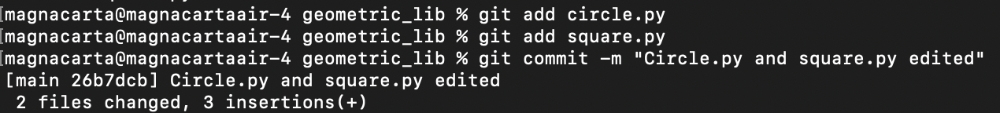 [magnacarta@magnacartaair-4 geometric_lib % git add circle.py
[magnacarta@magnacartaair-4 geometric_lib % git add square.py
[magnacarta@magnacartaair-4 geometric_lib % git commit -m "Circle.py and square.py edited"
[main 26b7dcb] Circle.py and square.py edited
 2 files changed, 3 insertions(+)